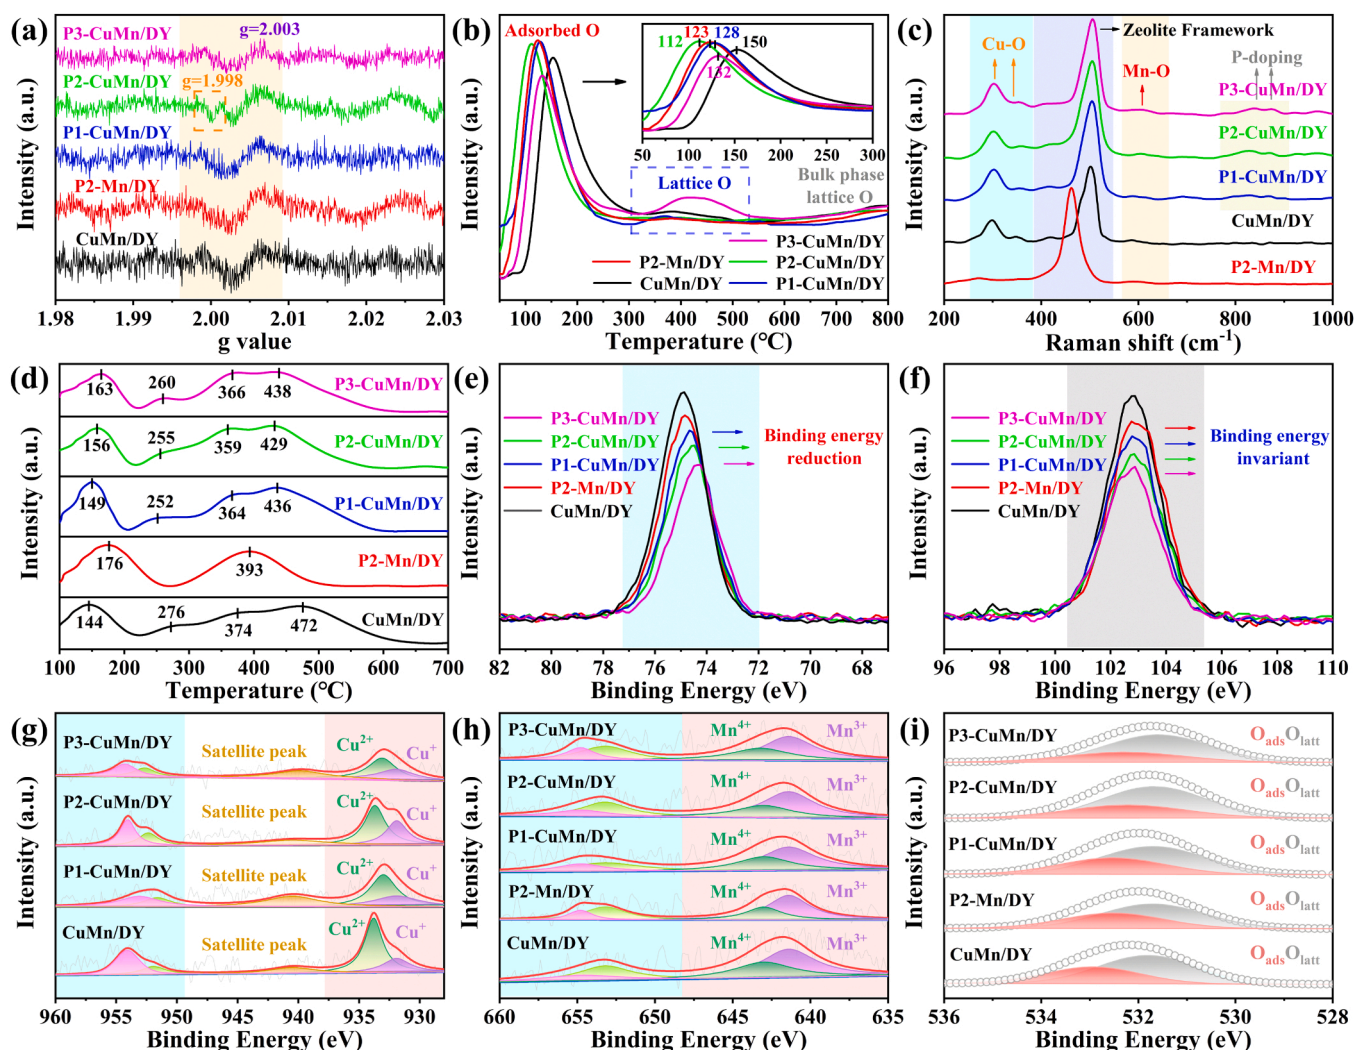 (a)
P3-CuMn/DY
g=2.003
P2-CuMn/DY
g=1.998
P1-CuMn/DY
P2-Mn/DY
CuMn/DY
Intensity (a.u.)
1.98 1.99 2.00 2.01 2.02 2.03
g value
(b)
Adsorbed O
112 123 128 150
132
50 100 150 200 250 300
Lattice O
Bulk phase
lattice O
P3-CuMn/DY
P2-Mn/DY P2-CuMn/DY
CuMn/DY P1-CuMn/DY
Intensity (a.u.)
100 200 300 400 500 600 700 800
Temperature (℃)
(c)
Zeolite Framework
Cu-O
P-doping
Mn-O
P3-CuMn/DY
P2-CuMn/DY
P1-CuMn/DY
CuMn/DY
P2-Mn/DY
Intensity (a.u.)
200 400 600 800 1000
Raman shift (cm-1)
(d)
163 260 366 438 P3-CuMn/DY
156 255 359 429 P2-CuMn/DY
149 252 364 436 P1-CuMn/DY
176 393 P2-Mn/DY
144 276 374 472 CuMn/DY
Intensity (a.u.)
100 200 300 400 500 600 700
Temperature (℃)
(e)
P3-CuMn/DY
P2-CuMn/DY
P1-CuMn/DY
P2-Mn/DY
CuMn/DY
Binding energy
reduction
Intensity (a.u.)
82 80 78 76 74 72 70 68
Binding Energy (eV)
(f)
P3-CuMn/DY
P2-CuMn/DY
P1-CuMn/DY
P2-Mn/DY
CuMn/DY
Binding energy
invariant
Intensity (a.u.)
96 98 100 102 104 106 108 110
Binding Energy (eV)
(g)
P3-CuMn/DY Satellite peak Cu2+ Cu+
P2-CuMn/DY Satellite peak Cu2+ Cu+
P1-CuMn/DY Satellite peak Cu2+ Cu+
CuMn/DY Satellite peak Cu2+ Cu+
Intensity (a.u.)
960 955 950 945 940 935 930
Binding Energy (eV)
(h)
P3-CuMn/DY Mn4+ Mn3+
P2-CuMn/DY Mn4+ Mn3+
P1-CuMn/DY Mn4+ Mn3+
P2-Mn/DY Mn4+ Mn3+
CuMn/DY Mn4+ Mn3+
Intensity (a.u.)
660 655 650 645 640 635
Binding Energy (eV)
(i)
P3-CuMn/DY Oads Olatt
P2-CuMn/DY Oads Olatt
P1-CuMn/DY Oads Olatt
P2-Mn/DY Oads Olatt
CuMn/DY Oads Olatt
Intensity (a.u.)
536 534 532 530 528
Binding Energy (eV)